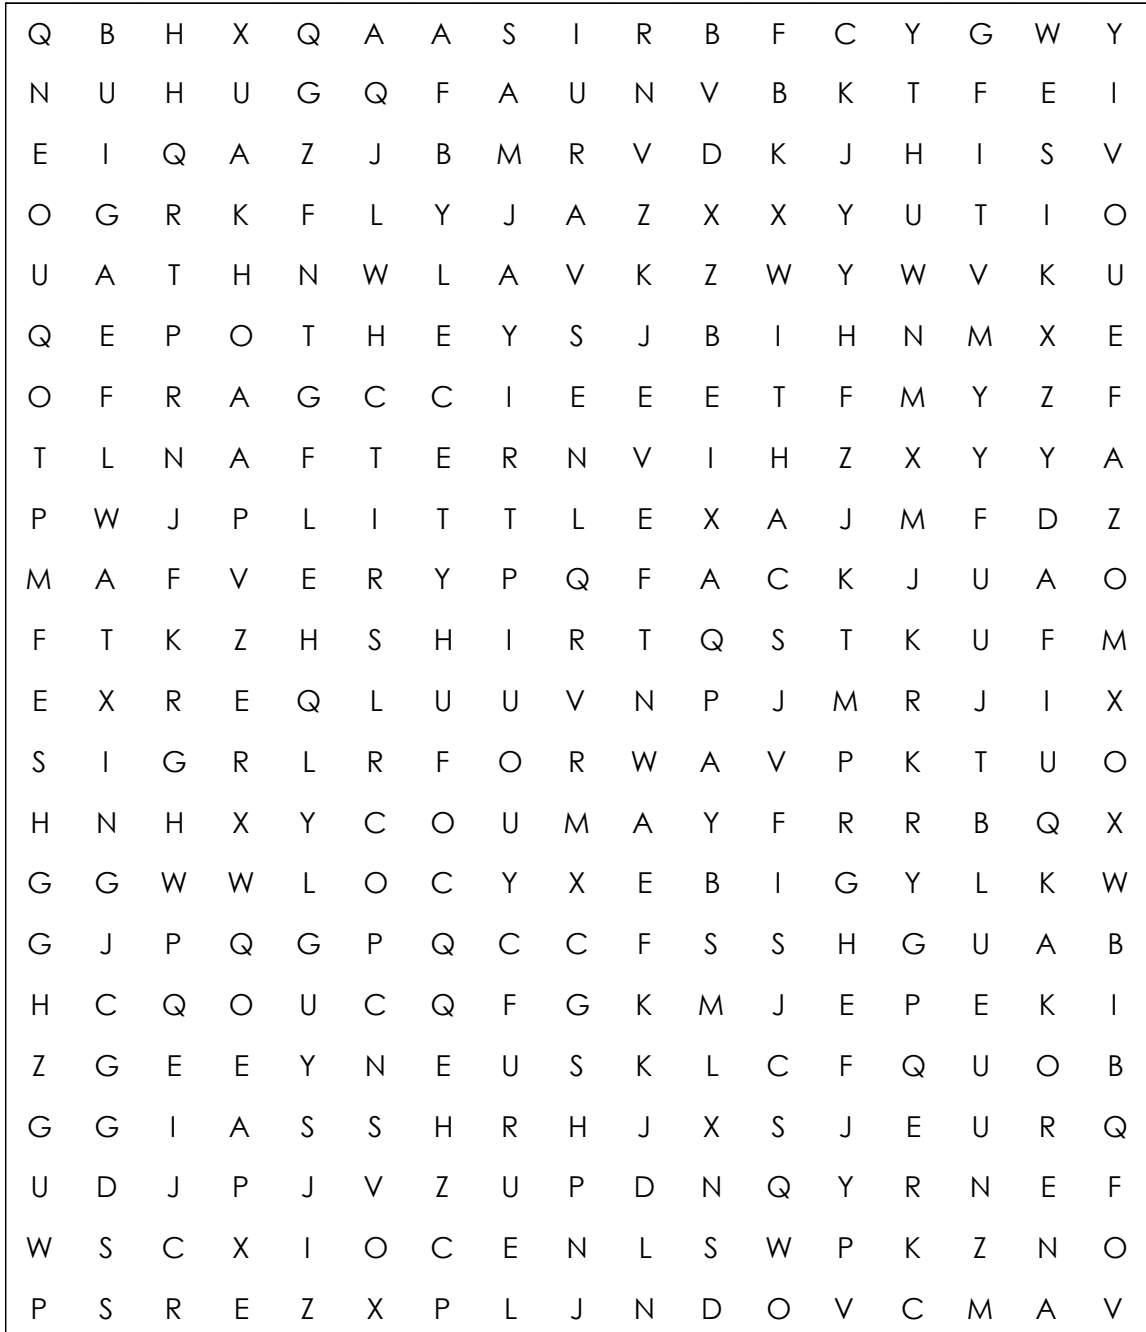 Q B H X Q A A S I R B F C Y G W Y
N U H U G Q F A U N V B K T F E I
E I Q A Z J B M R V D K J H I S V
O G R K F L Y J A Z X X Y U T I O
U A T H N W L A V K Z W Y W V K U
Q E P O T H E Y S J B I H N M X E
O F R A G C C I E E E T F M Y Z F
T L N A F T E R N V I H Z X Y Y A
P W J P L I T T L E X A J M F D Z
M A F V E R Y P Q F A C K J U A O
F T K Z H S H I R T Q S T K U F M
E X R E Q L U U V N P J M R J I X
S I G R L R F O R W A V P K T U O
H N H X Y C O U M A Y F R R B Q X
G G W W L O C Y X E B I G Y L K W
G J P Q G P Q C C F S S H G U A B
H C Q O U C Q F G K M J E P E K I
Z G E E Y N E U S K L C F Q U O B
G G I A S S H R H J X S J E U R Q
U D J P J V Z U P D N Q Y R N E F
W S C X I O C E N L S W P K Z N O
P S R E Z X P L J N D O V C M A V